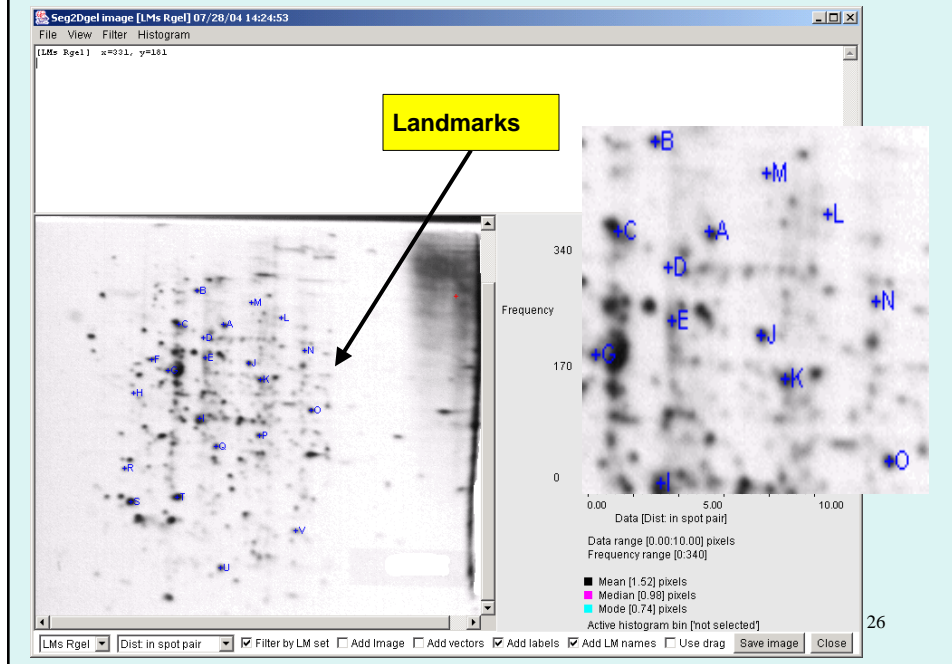 Seg2Dgel image [LMs Rgel] 07/28/04 14:24:53
File View Filter Histogram
[LMs Rgel] x=331, y=181
Landmarks
B
M
L
C
A
D
N
E
F
J
G
K
H
O
I
P
Q
R
S
T
V
U
B
M
L
C
A
D
N
E
J
G
K
O
I
340
Frequency
170
0
0.00 5.00 10.00
Data [Dist: in spot pair]
Data range [0.00:10.00] pixels
Frequency range [0:340]
Mean [1.52] pixels
Median [0.98] pixels
Mode [0.74] pixels
Active histogram bin ['not selected']
26
LMs Rgel Dist: in spot pair Filter by LM set Add Image Add vectors Add labels Add LM names Use drag Save image Close